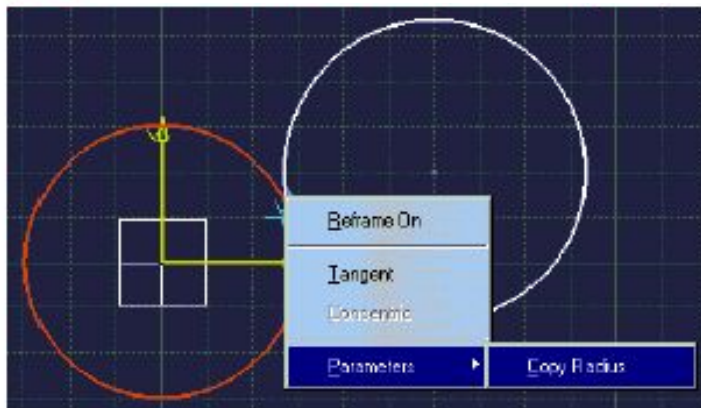 Reframe On
Tangent
Concentric
Parameters
Copy Radius